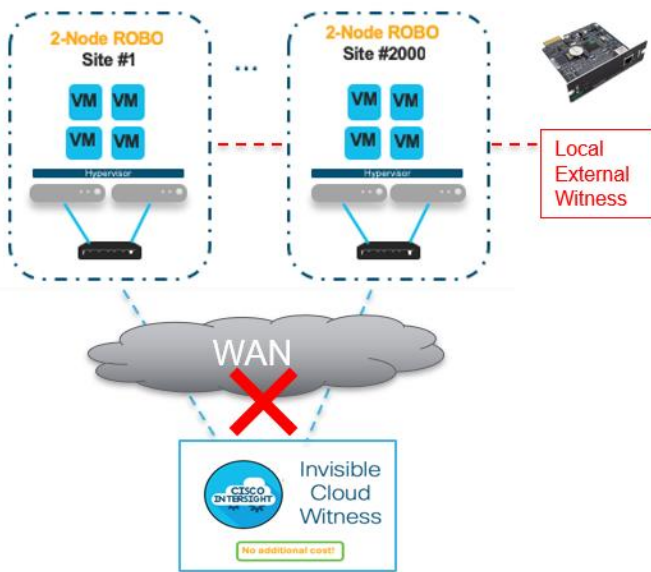 2-Node ROBO
Site #1
VM VM
VM VM
Hypervisor
...
2-Node ROBO
Site #2000
VM VM
VM VM
Hypervisor
Local
External
Witness
WAN
CISCO
INTERSIGHT
Invisible
Cloud
Witness
No additional cost!